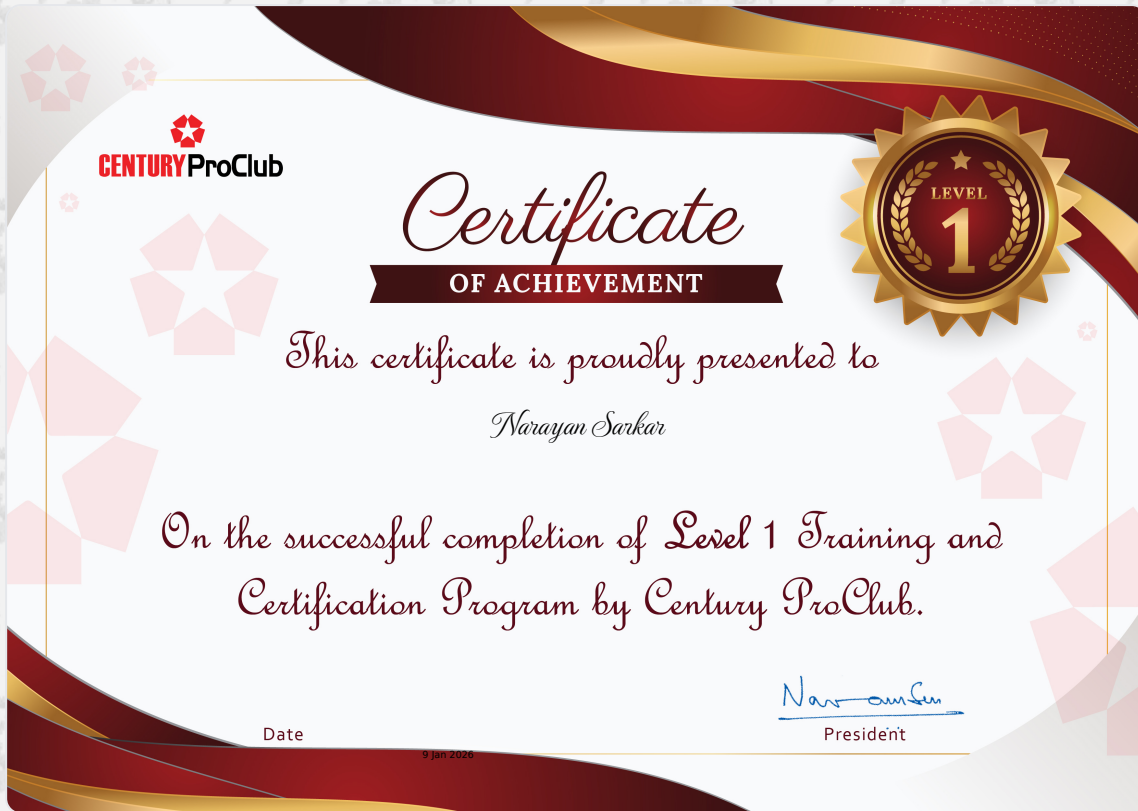 CENTURY ProClub
LEVEL
1
Certificate
OF ACHIEVEMENT
This certificate is proudly presented to
Narayan Sarkar
On the successful completion of Level 1 Training and
Certification Program by Century ProClub.
Date
President
9 Jan 2026